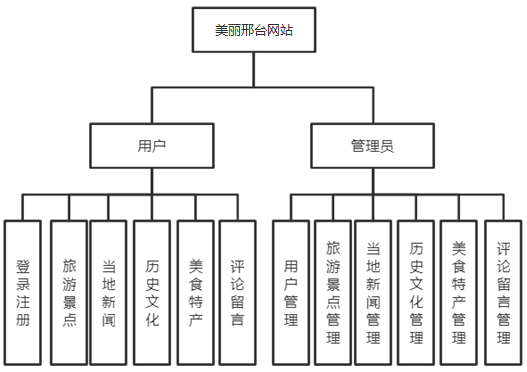 美丽邢台网站
用户
管理员
登录注册
旅游景点
当地新闻
历史文化
美食特产
评论留言
用户管理
旅游景点管理
当地新闻管理
历史文化管理
美食特产管理
评论留言管理